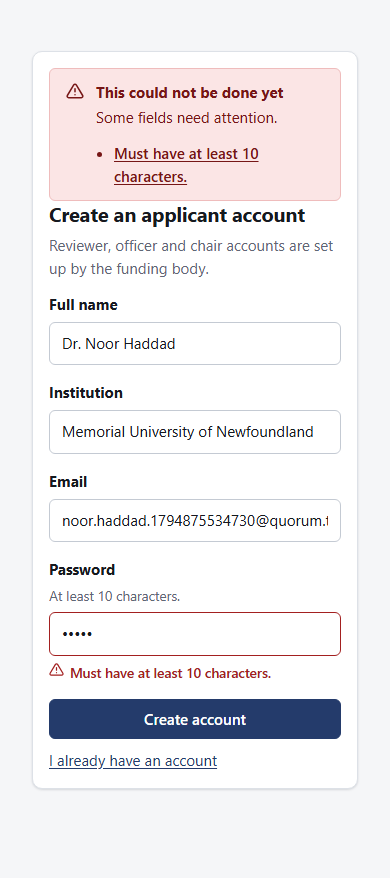 This could not be done yet
Some fields need attention.
Must have at least 10
characters.
Create an applicant account
Reviewer, officer and chair accounts are set
up by the funding body.
Full name
Dr. Noor Haddad
Institution
Memorial University of Newfoundland
Email
noor.haddad.1794875534730@quorum.t
Password
At least 10 characters.
•••••
Must have at least 10 characters.
Create account
I already have an account